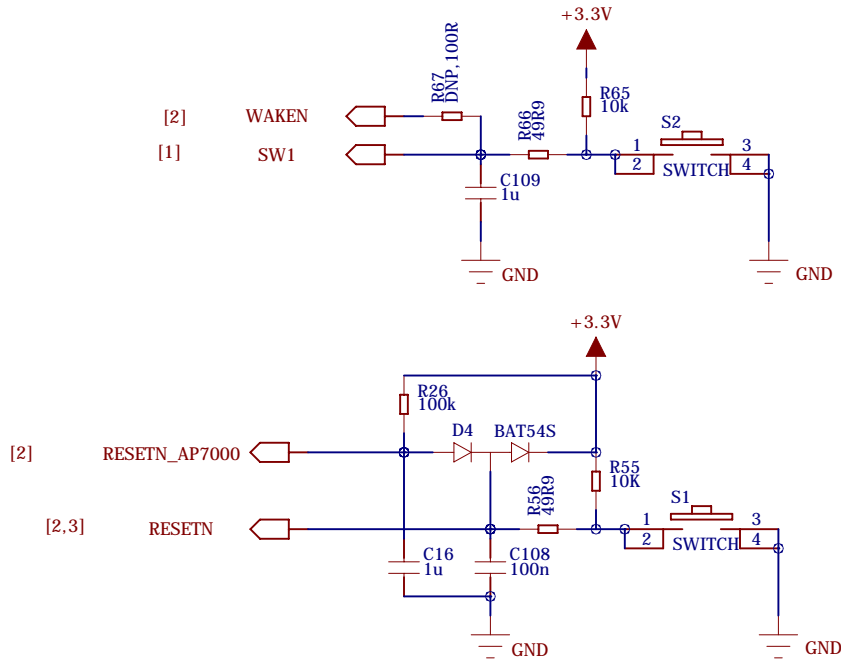 +3.3V
R67
DNP,100R
R65
10k
[2]
WAKEN
R66
49R9
S2
[1]
SW1
1
2
3
4
SWITCH
C109
1u
GND
GND
+3.3V
R26
100k
D4
BAT54S
[2]
RESETN_AP7000
R55
10K
R56
49R9
S1
[2,3]
RESETN
1
2
3
4
SWITCH
C16
1u
C108
100n
GND
GND